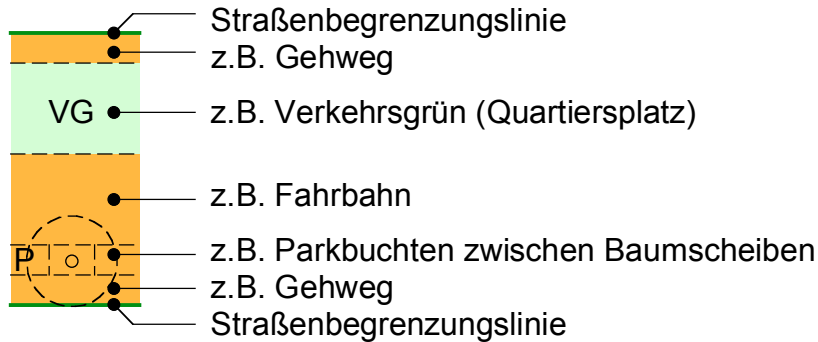 Straßenbegrenzungslinie
z.B. Gehweg
VG
z.B. Verkehrsgrün (Quartiersplatz)
z.B. Fahrbahn
P
z.B. Parkbuchten zwischen Baumscheiben
z.B. Gehweg
Straßenbegrenzungslinie